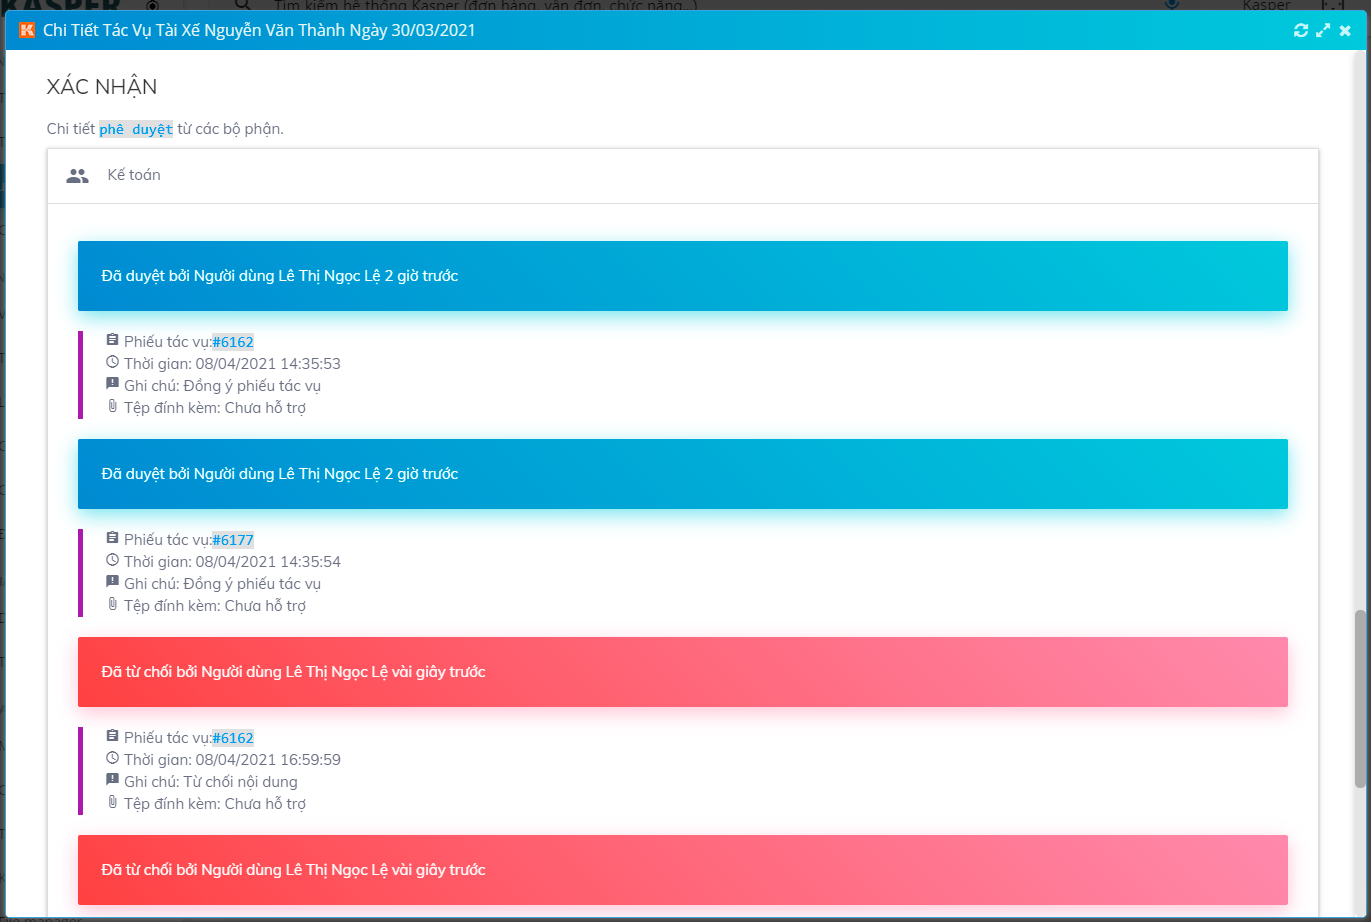 KASPER
Tìm kiếm hệ thống Kasper (đơn hàng, vận đơn, chức năng...)
Kasper
Chi Tiết Tác Vụ Tài Xế Nguyễn Văn Thành Ngày 30/03/2021
XÁC NHẬN
Chi tiết phê duyệt từ các bộ phận.
Kế toán
Đã duyệt bởi Người dùng Lê Thị Ngọc Lệ 2 giờ trước
Phiếu tác vụ:#6162
Thời gian: 08/04/2021 14:35:53
Ghi chú: Đồng ý phiếu tác vụ
Tệp đính kèm: Chưa hỗ trợ
Đã duyệt bởi Người dùng Lê Thị Ngọc Lệ 2 giờ trước
Phiếu tác vụ:#6177
Thời gian: 08/04/2021 14:35:54
Ghi chú: Đồng ý phiếu tác vụ
Tệp đính kèm: Chưa hỗ trợ
Đã từ chối bởi Người dùng Lê Thị Ngọc Lệ vài giây trước
Phiếu tác vụ:#6162
Thời gian: 08/04/2021 16:59:59
Ghi chú: Từ chối nội dung
Tệp đính kèm: Chưa hỗ trợ
Đã từ chối bởi Người dùng Lê Thị Ngọc Lệ vài giây trước
File manager